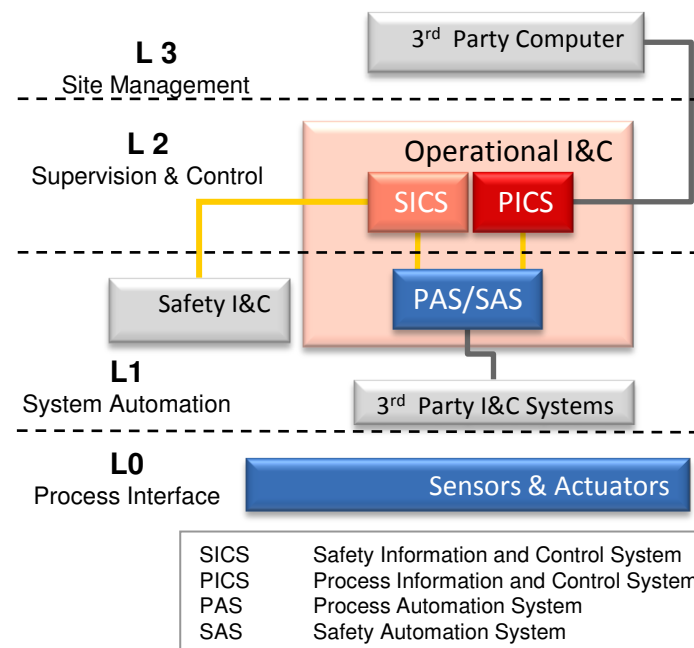 3rd Party Computer
L 3
Site Management
L 2
Supervision & Control
Operational I&C
SICS PICS
Safety I&C
PAS/SAS
L1
System Automation
3rd Party I&C Systems
L0
Process Interface
Sensors & Actuators
SICS Safety Information and Control System
PICS Process Information and Control System
PAS Process Automation System
SAS Safety Automation System